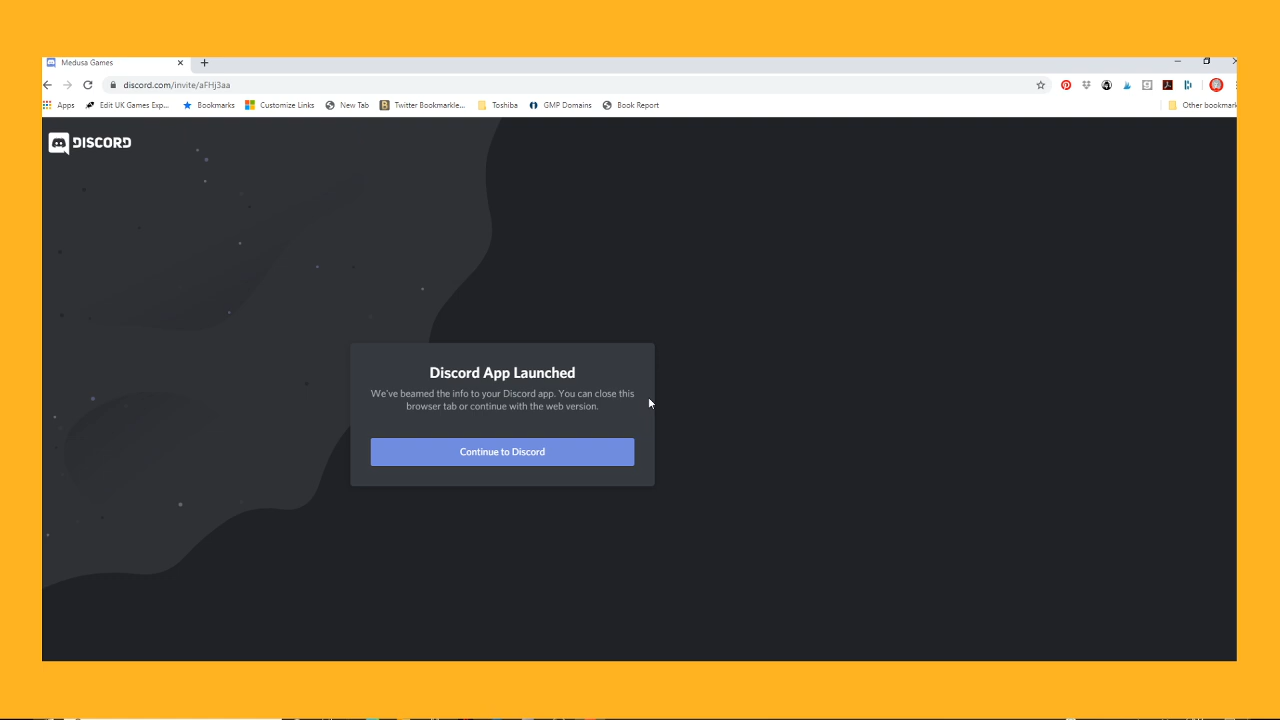 Medusa Games
discord.com/invite/aFHj3aa
Apps Edit UK Games Exp... Bookmarks Customize Links New Tab Twitter Bookmarkle... Toshiba GMP Domains Book Report Other bookmark
DISCORD
Discord App Launched
We've beamed the info to your Discord app. You can close this
browser tab or continue with the web version.
Continue to Discord